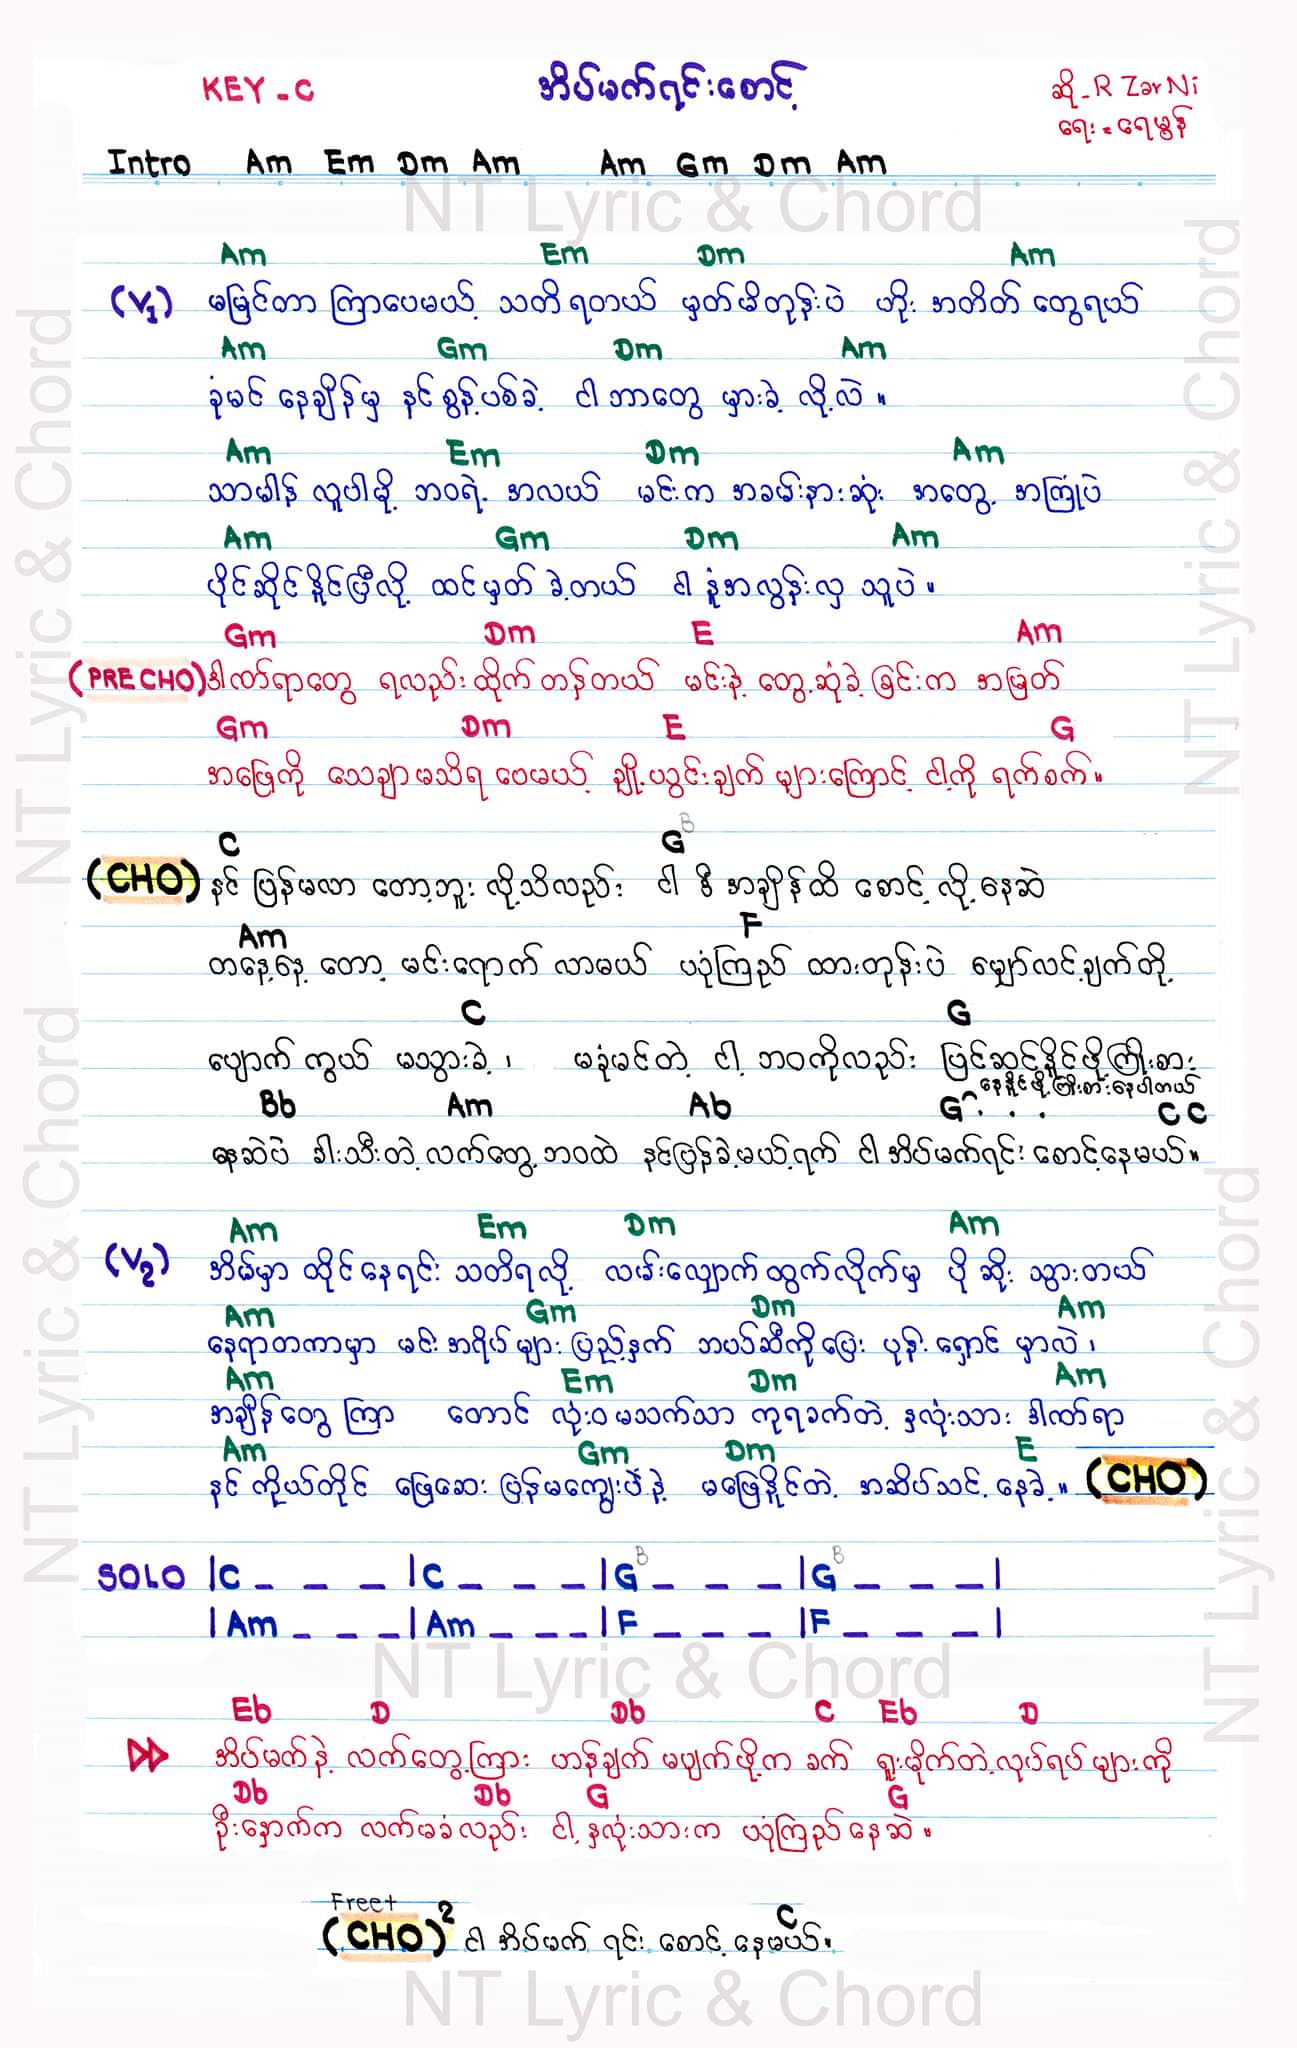 KEY - C
အိပ်မက်ရင်းစောင့်
ဆို - R Zar Ni
ရေး = ရေမွန်
Intro Am Em Dm Am Am Gm Dm Am
NT Lyric & Chord
Am Em Dm Am
(V1) မမြင်တာ ကြာပေမယ့် သတိရတယ် မှတ်မိတုန်းပဲ ဟိုး အတိတ် တွေရယ်
Am Gm Dm Am
ခုံမင် နေချိန်မှ နင်စွန့်ပစ်ခဲ့ ငါ ဘာတွေ မှားခဲ့ လို့လဲ ။
Am Em Dm Am
သာမါန် လူပါမို့ ဘဝရဲ့ အလယ် မင်းက အခမ်းနားဆုံး အတွေ့ အကြုံပဲ
Am Gm Dm Am
ပိုင်ဆိုင်နိူင်ပြီလို့ ထင်မှတ် ခဲ့တယ် ငါ နုံအလွန်းလှ သူပဲ ။
Gm Dm E Am
(PRE CHO) ဒါဏ်ရာတွေ ရလည်းထိုက်တန်တယ် မင်းနဲ့ တွေ့ဆုံခဲ့ ခြင်းက အမြတ်
Gm Dm E G
အဖြေကို သေချာမသိရ ပေမယ့် ချို့ယွင်းချက် များကြောင့် ငါ့ကို ရက်စက် ။
C G B
(CHO) နင် ပြန်မလာ တော့ဘူး လို့သိလည်း ငါ ဒီ အချိန်ထိ စောင့် လို့ နေဆဲ
Am F
တနေ့နေ့ တော့ မင်းရောက် လာမယ် ယုံကြည် ထားတုန်းပဲ မျှော်လင့်ချက်တို့
C G
ပျောက် ကွယ် မသွားခဲ့ ၊ မခုံမင်တဲ့ ငါ့ ဘဝကိုလည်း ပြင်ဆင်နိူင်ဖို့ကြိုးစား
နေနိူင်ဖို့ ကြိုးစားနေပါတယ်
Bb Am Ab G . . . C C
နေဆဲပဲ ခါးသီးတဲ့ လက်တွေ့ဘဝထဲ နင်ပြန်ခဲ့မယ့်ရက် ငါအိပ်မက်ရင်း စောင့်နေမယ် ။
Am Em Dm Am
(V2) အိမ်မှာ ထိုင်နေရင်း သတိရလို့ လမ်းလျှောက်ထွက်လိုက်မှ ပို ဆိုး သွားတယ်
Am Gm Dm Am
နေရာတကာမှာ မင်း အရိပ်များ ပြည့်နှက် ဘယ်ဆီကိုပြေး ပုန်း ရှောင် မှာလဲ ၊
Am Em Dm Am
အချိန်တွေ ကြာ တောင် လုံးဝ မသက်သာ ကုရခက်တဲ့ နှလုံးသား ဒါဏ်ရာ
Am Gm Dm E
နင် ကိုယ်တိုင် ဖြေဆေး ပြန်မကျွေးပဲနဲ့ မဖြေနိူင်တဲ့ အဆိပ်သင့် နေခဲ့ ။ (CHO)
SOLO |C _ _ _ |C _ _ _ |G B _ _ _ |G B _ _ _ |
|Am _ _ _ |Am _ _ _ |F _ _ _ |F _ _ _ |
NT Lyric & Chord
Eb D Db C Eb D
အိပ်မက်နဲ့ လက်တွေ့ကြား ဟန်ချက် မပျက်ဖို့က ခက် ရူးမိုက်တဲ့လုပ်ရပ်များကို
Db Db G G
ဦးနှောက်က လက်မခံလည်း ငါ့ နှလုံးသားက ယုံကြည်နေဆဲ ။
Free+
(CHO)2 ငါ အိပ်မက် ရင်း စောင့် နေမယ် ။
C
NT Lyric & Chord
NT Lyric & Chord
NT Lyric & Chord
NT Lyric & Chord
NT Lyric & Chord